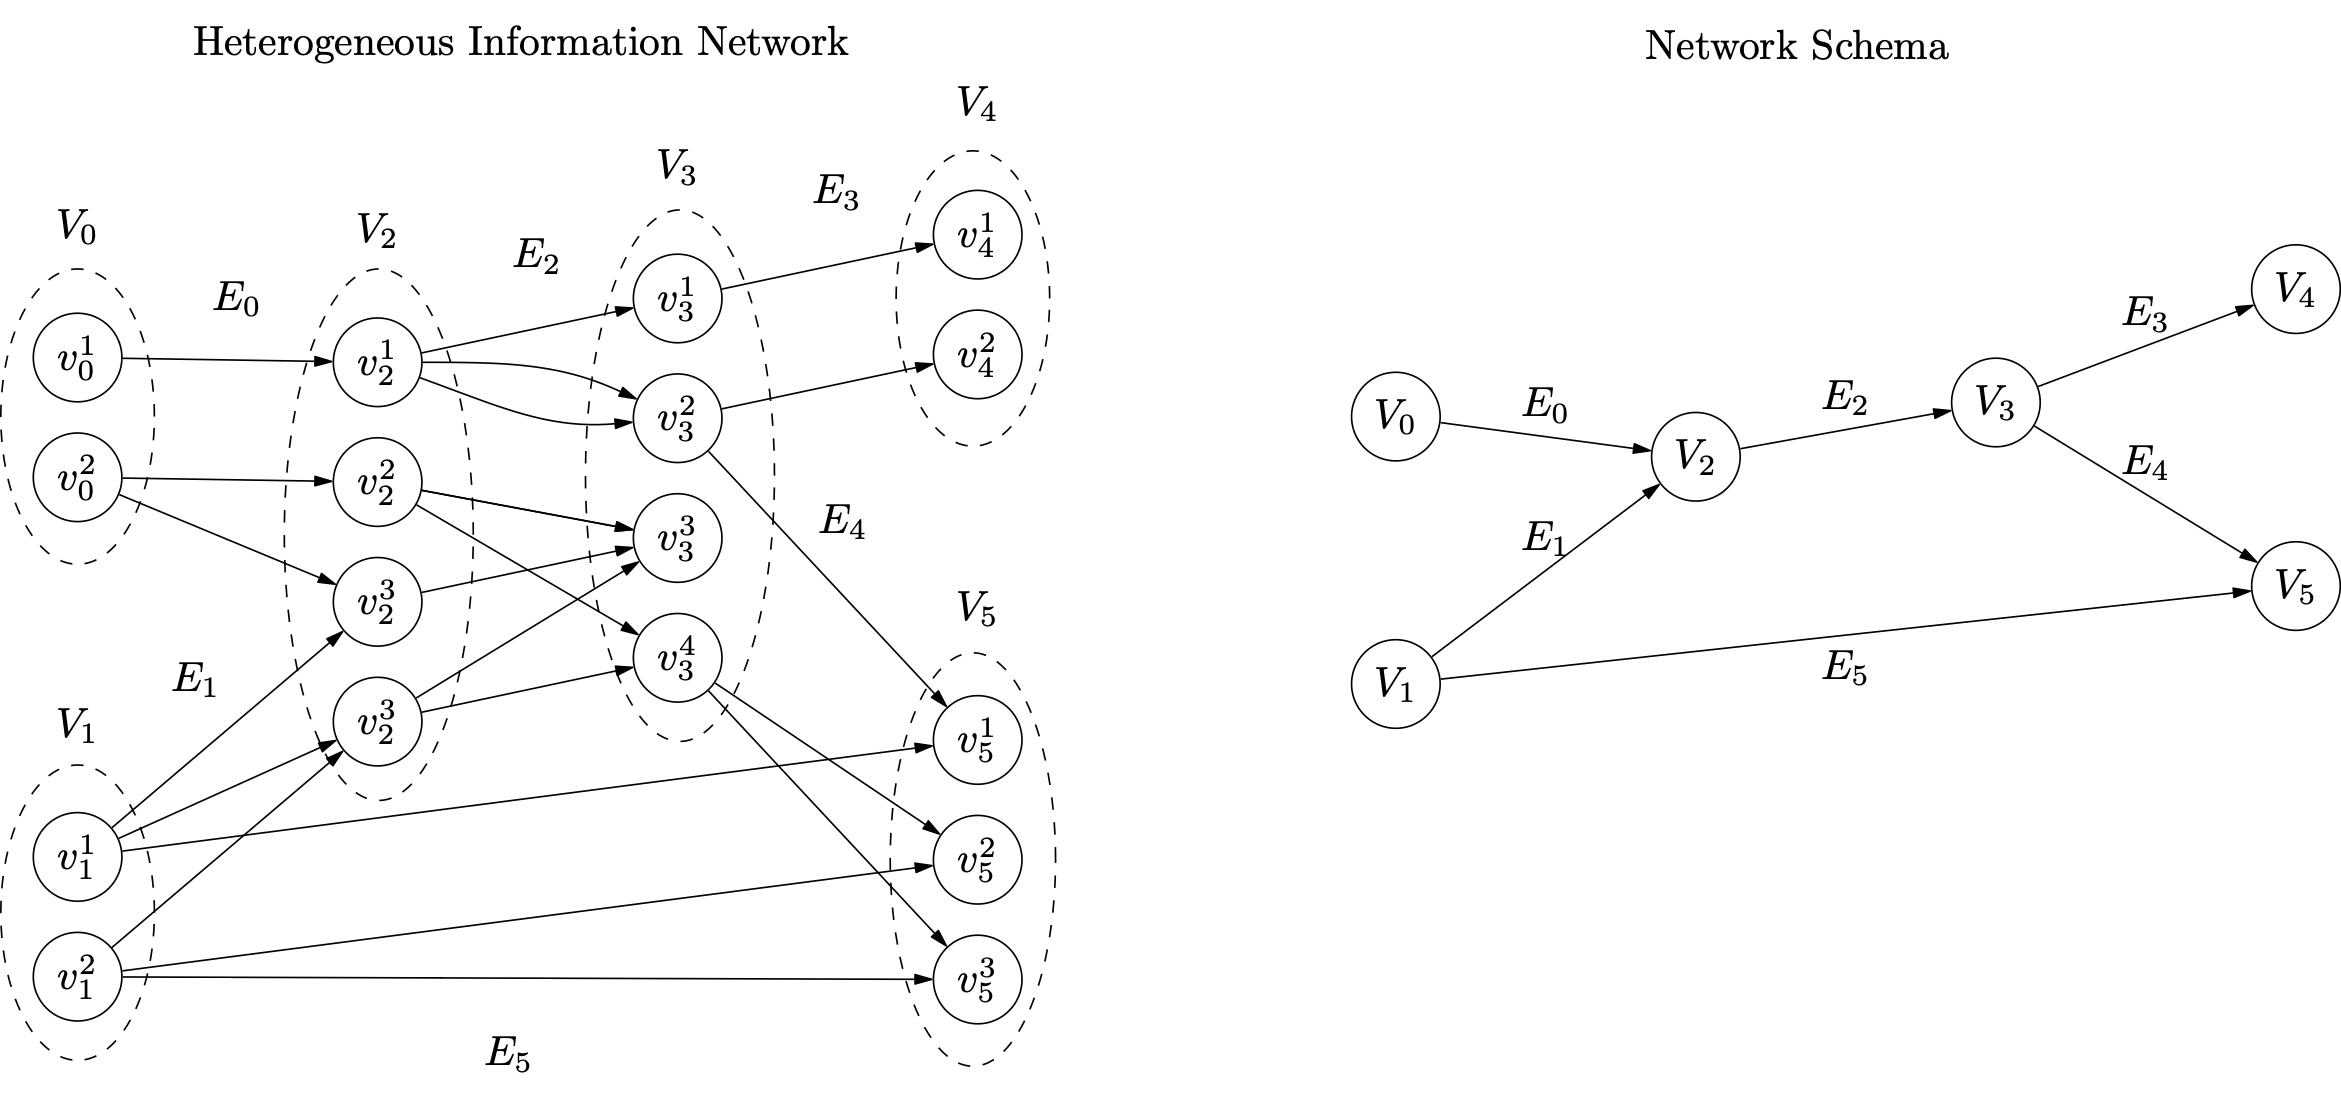 Heterogeneous Information Network
Network Schema
V_4
V_3
E_3
V_0
V_2
E_2
v_4^1
E_0
v_3^1
v_0^1
v_2^1
v_4^2
v_3^2
v_0^2
v_2^2
v_3^3
E_4
v_2^3
V_5
v_3^4
E_1
V_1
v_2^3
v_5^1
v_1^1
v_5^2
v_1^2
v_5^3
E_5
V_4
E_3
V_0
E_0
E_2
V_3
V_2
E_4
E_1
V_5
V_1
E_5